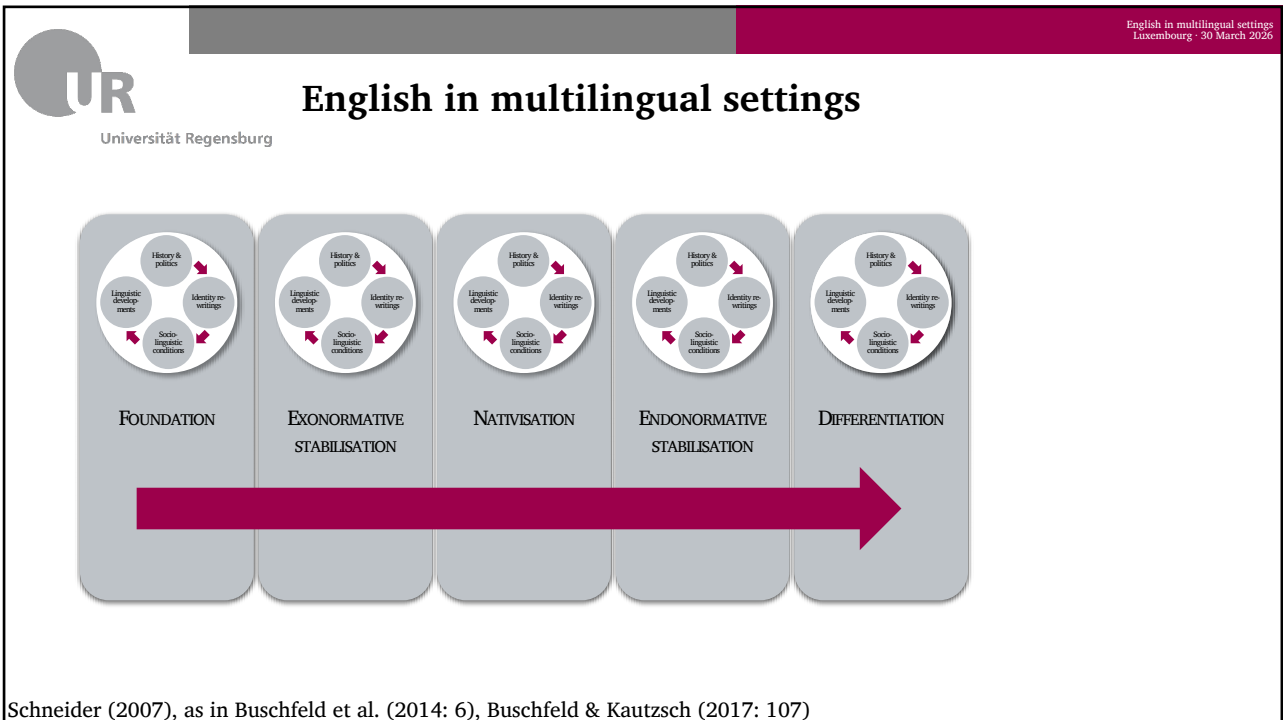 English in multilingual settings
Luxembourg · 30 March 2026
UR
Universität Regensburg
English in multilingual settings
History &
politics
Identity re-
writings
Socio-
linguistic
conditions
Linguistic
develop-
ments
FOUNDATION
History &
politics
Identity re-
writings
Socio-
linguistic
conditions
Linguistic
develop-
ments
EXONORMATIVE
STABILISATION
History &
politics
Identity re-
writings
Socio-
linguistic
conditions
Linguistic
develop-
ments
NATIVISATION
History &
politics
Identity re-
writings
Socio-
linguistic
conditions
Linguistic
develop-
ments
ENDONORMATIVE
STABILISATION
History &
politics
Identity re-
writings
Socio-
linguistic
conditions
Linguistic
develop-
ments
DIFFERENTIATION
Schneider (2007), as in Buschfeld et al. (2014: 6), Buschfeld & Kautzsch (2017: 107)